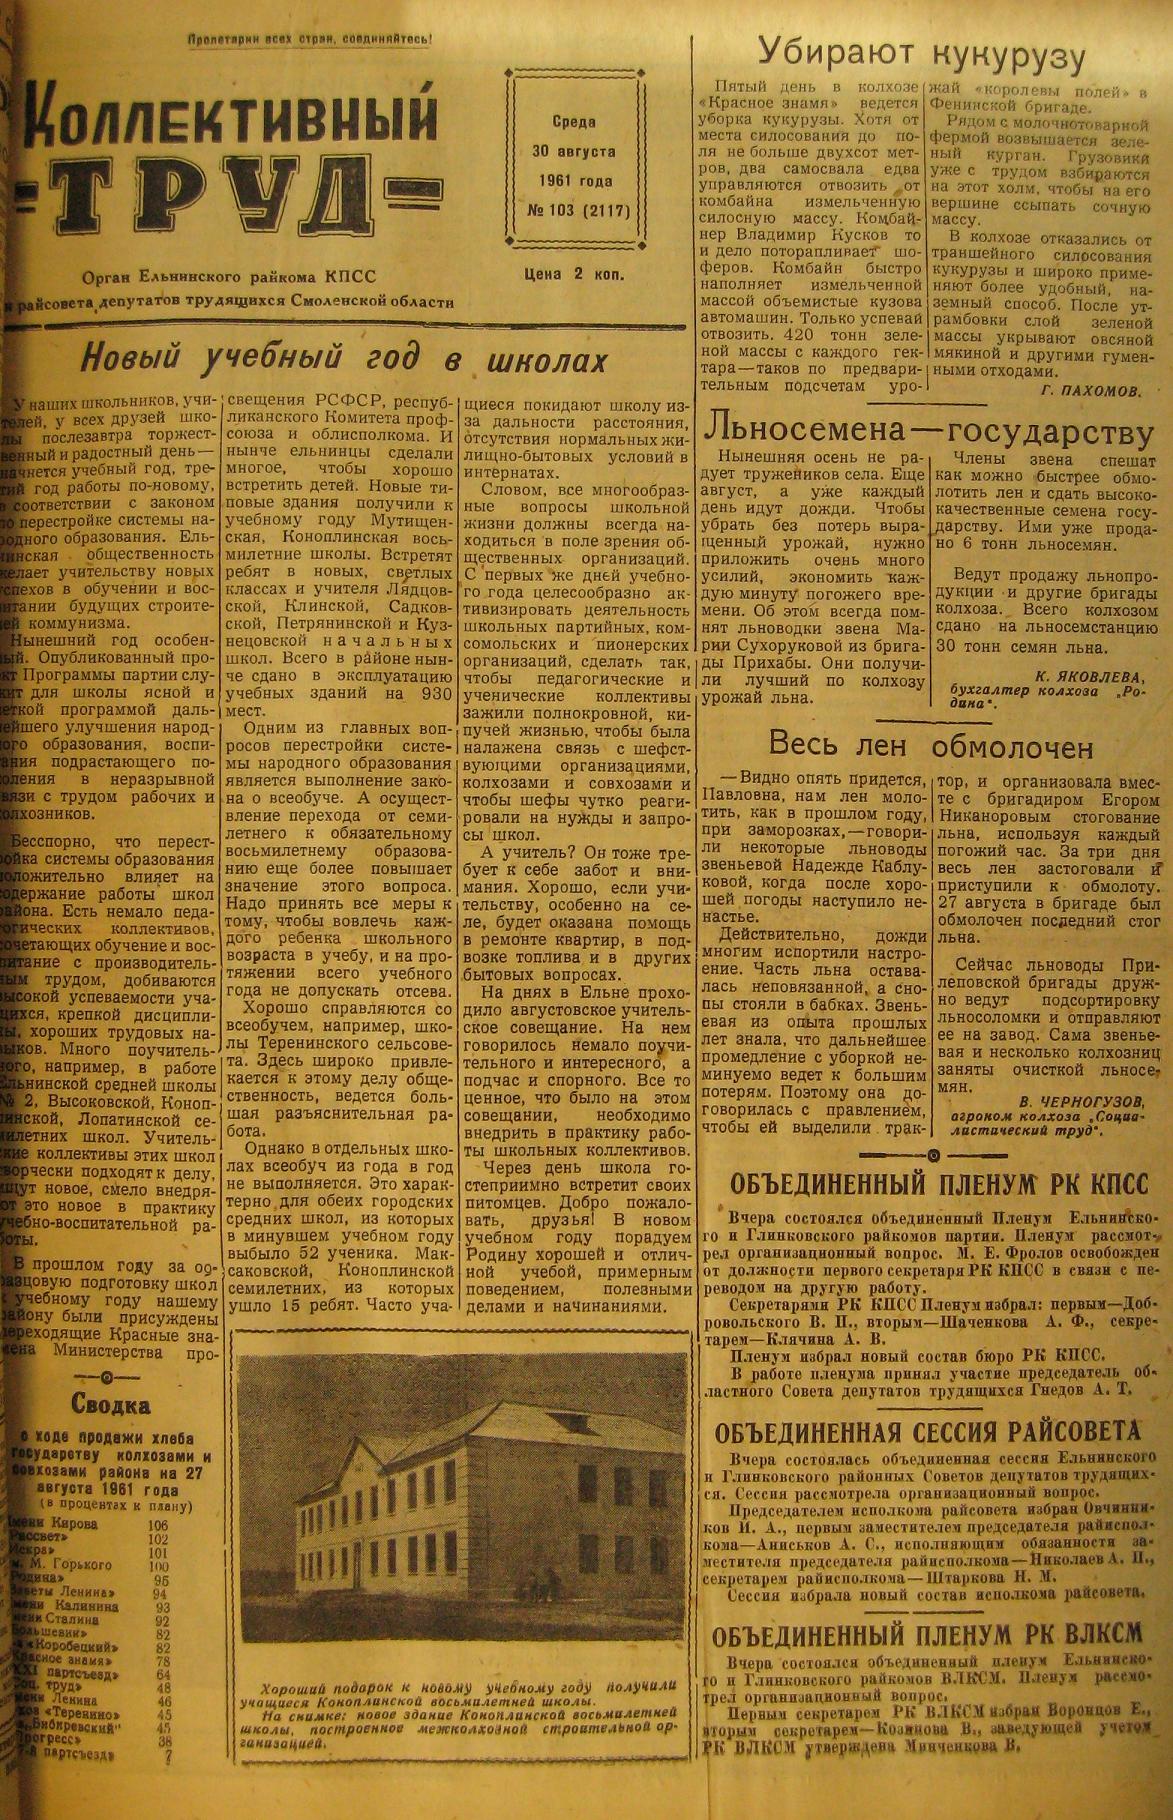 Пролетарии всех стран, соединяйтесь!
Коллективный
ТРУД
Орган Ельнинского райкома КПСС
и райсовета депутатов трудящихся Смоленской области
Среда
30 августа
1961 года
№ 103 (2117)
Цена 2 коп.
Новый учебный год в школах
У наших школьников, учи-
телей, у всех друзей шко-
лы послезавтра торжест-
венный и радостный день—
начнется учебный год, тре-
тий год работы по-новому,
в соответствии с законом
по перестройке системы на-
родного образования. Ель-
нинская общественность
желает учительству новых
успехов в обучении и вос-
питании будущих строите-
лей коммунизма.
Нынешний год особен-
ный. Опубликованный про-
ект Программы партии слу-
жит для школы ясной и
четкой программой даль-
нейшего улучшения народ-
ного образования, воспи-
тания подрастающего по-
коления в неразрывной
связи с трудом рабочих и
колхозников.
Бесспорно, что перест-
ройка системы образования
положительно влияет на
содержание работы школ
района. Есть немало педа-
гогических коллективов,
сочетающих обучение и вос-
питание с производитель-
ным трудом, добиваются
высокой успеваемости уча-
щихся, крепкой дисципли-
ны, хороших трудовых на-
выков. Много поучитель-
ного, например, в работе
Ельнинской средней школы
№ 2, Высоковской, Коноп-
линской, Лопатинской се-
милетних школ. Учитель-
ские коллективы этих школ
творчески подходят к делу,
ищут новое, смело внедря-
ют это новое в практику
учебно-воспитательной ра-
боты.
В прошлом году за об-
разцовую подготовку школ
к учебному году нашему
району были присуждены
переходящие Красные зна-
мена Министерства про-
свещения РСФСР, респуб-
ликанского Комитета проф-
союза и облисполкома. И
нынче ельнинцы сделали
многое, чтобы хорошо
встретить детей. Новые ти-
повые здания получили к
учебному году Мутищен-
ская, Коноплинская вось-
милетние школы. Встретят
ребят в новых, светлых
классах и учителя Лядцов-
ской, Клинской, Садков-
ской, Петрянинской и Куз-
нецовской начальных
школ. Всего в районе нын-
че сдано в эксплуатацию
учебных зданий на 930
мест.
Одним из главных воп-
росов перестройки систе-
мы народного образования
является выполнение зако-
на о всеобуче. А осущест-
вление перехода от семи-
летнего к обязательному
восьмилетнему образова-
нию еще более повышает
значение этого вопроса.
Надо принять все меры к
тому, чтобы вовлечь каж-
дого ребенка школьного
возраста в учебу, и на про-
тяжении всего учебного
года не допускать отсева.
Хорошо справляются со
всеобучем, например, шко-
лы Теренинского сельсове-
та. Здесь широко привле-
кается к этому делу обще-
ственность, ведется боль-
шая разъяснительная ра-
бота.
Однако в отдельных шко-
лах всеобуч из года в год
не выполняется. Это харак-
терно для обеих городских
средних школ, из которых
в минувшем учебном году
выбыло 52 ученика. Мак-
саковской, Коноплинской
семилетних, из которых
ушло 15 ребят. Часто уча-
щиеся покидают школу из-
за дальности расстояния,
отсутствия нормальных жи-
лищно-бытовых условий в
интернатах.
Словом, все многообраз-
ные вопросы школьной
жизни должны всегда на-
ходиться в поле зрения об-
щественных организаций.
С первых же дней учебно-
го года целесообразно ак-
тивизировать деятельность
школьных партийных, ком-
сомольских и пионерских
организаций, сделать так,
чтобы педагогические и
ученические коллективы
зажили полнокровной, ки-
пучей жизнью, чтобы была
налажена связь с шефст-
вующими организациями,
колхозами и совхозами и
чтобы шефы чутко реаги-
ровали на нужды и запро-
сы школ.
А учитель? Он тоже тре-
бует к себе забот и вни-
мания. Хорошо, если учи-
тельству, особенно на се-
ле, будет оказана помощь
в ремонте квартир, в под-
возке топлива и в других
бытовых вопросах.
На днях в Ельне прохо-
дило августовское учитель-
ское совещание. На нем
говорилось немало поучи-
тельного и интересного, а
подчас и спорного. Все то
ценное, что было на этом
совещании, необходимо
внедрить в практику рабо-
ты школьных коллективов.
Через день школа го-
степриимно встретит своих
питомцев. Добро пожало-
вать, друзья! В новом
учебном году порадуем
Родину хорошей и отлич-
ной учебой, примерным
поведением, полезными
делами и начинаниями.
Сводка
о ходе продажи хлеба
государству колхозами и
совхозами района на 27
августа 1961 года
(в процентах к плану)
имени Кирова 106
«Рассвет» 102
«Искра» 101
им. М. Горького 100
«Родина» 96
«Заветы Ленина» 94
имени Калинина 93
имени Сталина 92
«Большевик» 82
«Коробецкий» 82
«Красное знамя» 78
XXI партсъезд» 64
«Соц. труд» 48
имени Ленина 46
«Теренино» 45
«Бибиревский" 45
«Прогресс» 38
партсъезд» 7
Хороший подарок к новому учебному году получили
учащиеся Коноплинской восьмилетней школы.
На снимке: новое здание Коноплинской восьмилетней
школы, построенное межколхозной строительной ор-
ганизацией.
Убирают кукурузу
Пятый день в колхозе
«Красное знамя» ведется
уборка кукурузы. Хотя от
места силосования до по-
ля не больше двухсот мет-
ров, два самосвала едва
управляются отвозить от
комбайна измельченную
силосную массу. Комбай-
нер Владимир Кусков то
и дело поторапливает шо-
феров. Комбайн быстро
наполняет измельченной
массой объемистые кузова
автомашин. Только успевай
отвозить. 420 тонн зеле-
ной массы с каждого гек-
тара—таков по предвари-
тельным подсчетам уро-
жай «королевы полей» в
Фенинской бригаде.
Рядом с молочнотоварной
фермой возвышается зеле-
ный курган. Грузовики
уже с трудом взбираются
на этот холм, чтобы на его
вершине ссыпать сочную
массу.
В колхозе отказались от
траншейного силосования
кукурузы и широко приме-
няют более удобный, на-
земный способ. После ут-
рамбовки слой зеленой
массы укрывают овсяной
мякиной и другими гумен-
ными отходами.
Г. ПАХОМОВ.
Льносемена—государству
Нынешняя осень не ра-
дует тружеников села. Еще
август, а уже каждый
день идут дожди. Чтобы
убрать без потерь выра-
щенный урожай, нужно
приложить очень много
усилий, экономить каж-
дую минуту погожего вре-
мени. Об этом всегда пом-
нят льноводки звена Ма-
рии Сухоруковой из брига-
ды Прихабы. Они получи-
ли лучший по колхозу
урожай льна.
Члены звена спешат
как можно быстрее обмо-
лотить лен и сдать высоко-
качественные семена госу-
дарству. Ими уже прода-
но 6 тонн льносемян.
Ведут продажу льнопро-
дукции и другие бригады
колхоза. Всего колхозом
сдано на льносемстанцию
30 тонн семян льна.
К. ЯКОВЛЕВА,
бухгалтер колхоза „Ро-
дина".
Весь лен обмолочен
—Видно опять придется,
Павловна, нам лен моло-
тить, как в прошлом году,
при заморозках,—говори-
ли некоторые льноводы
звеньевой Надежде Каблу-
ковой, когда после хоро-
шей погоды наступило не-
настье.
Действительно, дожди
многим испортили настро-
ение. Часть льна остава-
лась неповязанной, а сно-
пы стояли в бабках. Звень-
евая из опыта прошлых
лет знала, что дальнейшее
промедление с уборкой не-
минуемо ведет к большим
потерям. Поэтому она до-
говорилась с правлением,
чтобы ей выделили трак-
тор, и организовала вмес-
те с бригадиром Егором
Никаноровым стогование
льна, используя каждый
погожий час. За три дня
весь лен застоговали и
приступили к обмолоту.
27 августа в бригаде был
обмолочен последний стог
льна.
Сейчас льноводы При-
леповской бригады друж-
но ведут подсортировку
льносоломки и отправляют
ее на завод. Сама звенье-
вая и несколько колхозниц
заняты очисткой льносе-
мян.
В. ЧЕРНОГУЗОВ,
агроном колхоза „Социа-
листический труд".
ОБЪЕДИНЕННЫЙ ПЛЕНУМ РК КПСС
Вчера состоялся объединенный Пленум Ельнинско-
го и Глинковского райкомов партии. Пленум рассмот-
рел организационный вопрос. М. Е. Фролов освобожден
от должности первого секретаря РК КПСС в связи с пе-
реводом на другую работу.
Секретарями РК КПСС Пленум избрал: первым—Доб-
ровольского В. П., вторым—Шаченкова А. Ф., секре-
тарем—Клячина А. В.
Пленум избрал новый состав бюро РК КПСС.
В работе пленума принял участие председатель об-
ластного Совета депутатов трудящихся Гнедов А. Т.
ОБЪЕДИНЕННАЯ СЕССИЯ РАЙСОВЕТА
Вчера состоялась объединенная сессия Ельнинского
и Глинковского районных Советов депутатов трудящих-
ся. Сессия рассмотрела организационный вопрос.
Председателем исполкома райсовета избран Овчинни-
ков И. А., первым заместителем председателя райиспол-
кома—Аниськов А. С., исполняющим обязанности за-
местителя председателя райисполкома—Николаев А. П.,
секретарем райисполкома—Штаркова Н. М.
Сессия избрала новый состав исполкома райсовета.
ОБЪЕДИНЕННЫЙ ПЛЕНУМ РК ВЛКСМ
Вчера состоялся объединенный пленум Ельнинско-
го и Глинковского райкомов ВЛКСМ. Пленум рассмо-
трел организационный вопрос.
Первым секретарем РК ВЛКСМ избран Воронцов Е.,
вторым секретарем—Козинова В., заведующей учетом
РК ВЛКСМ утверждена Минченкова В.